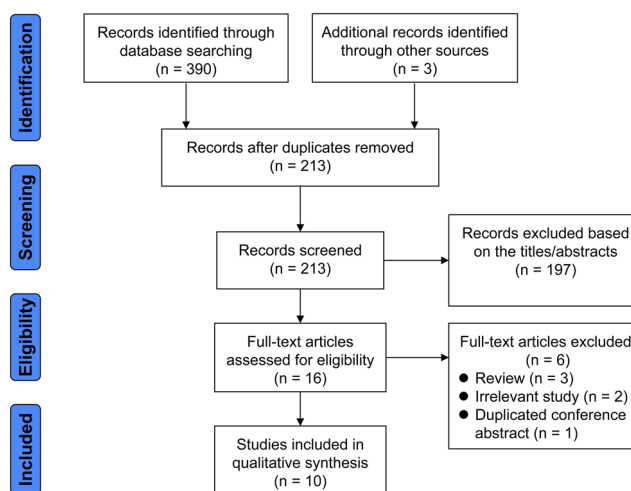 Identification
Records identified through
database searching
(n = 390)
Additional records identified
through other sources
(n = 3)
Records after duplicates removed
(n = 213)
Screening
Records screened
(n = 213)
Records excluded based
on the titles/abstracts
(n = 197)
Eligibility
Full-text articles
assessed for eligibility
(n = 16)
Full-text articles excluded
(n = 6)
● Review (n = 3)
● Irrelevant study (n = 2)
● Duplicated conference
abstract (n = 1)
Included
Studies included in
qualitative synthesis
(n = 10)